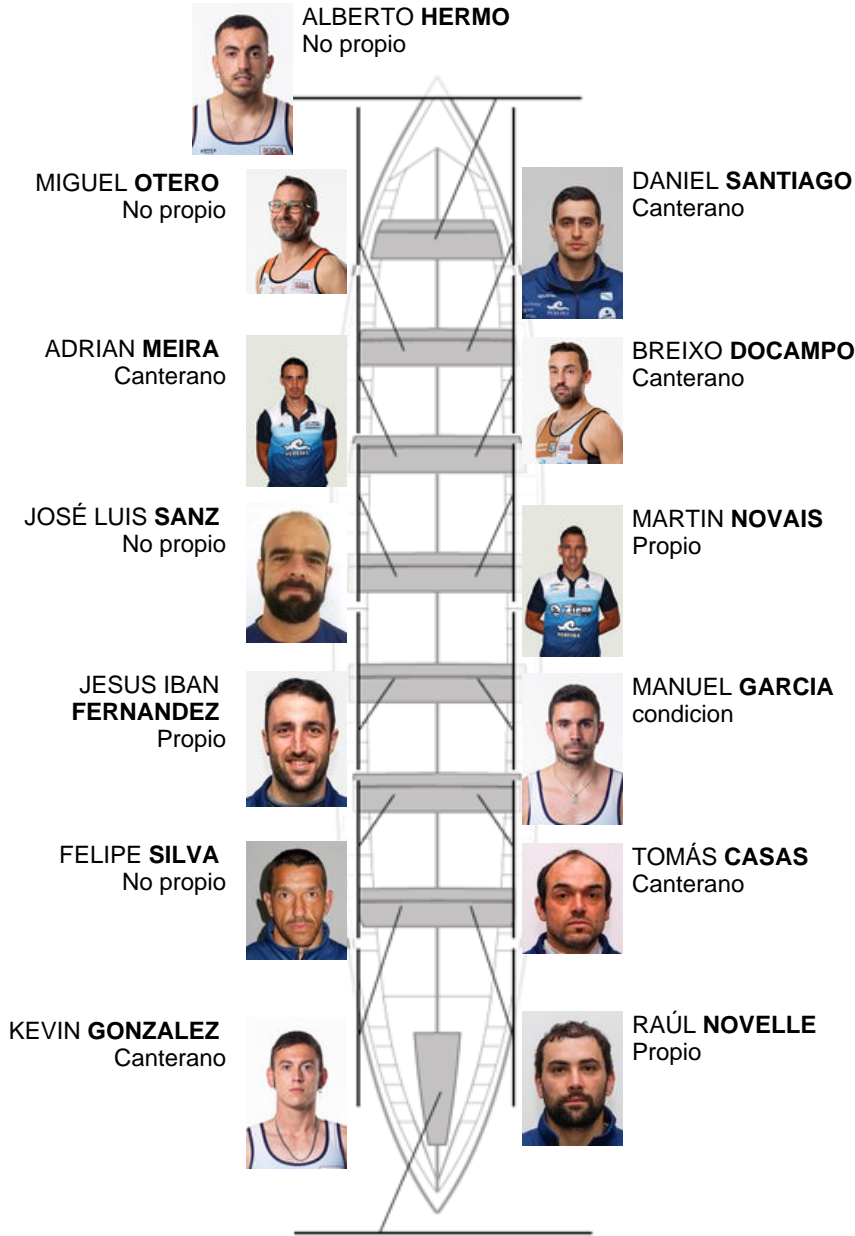 ALBERTO HERMO
No propio
MIGUEL OTERO
No propio
DANIEL SANTIAGO
Canterano
ADRIAN MEIRA
Canterano
BREIXO DOCAMPO
Canterano
JOSÉ LUIS SANZ
No propio
MARTIN NOVAIS
Propio
JESUS IBAN
FERNANDEZ
Propio
MANUEL GARCIA
condicion
FELIPE SILVA
No propio
TOMÁS CASAS
Canterano
KEVIN GONZALEZ
Canterano
RAÚL NOVELLE
Propio